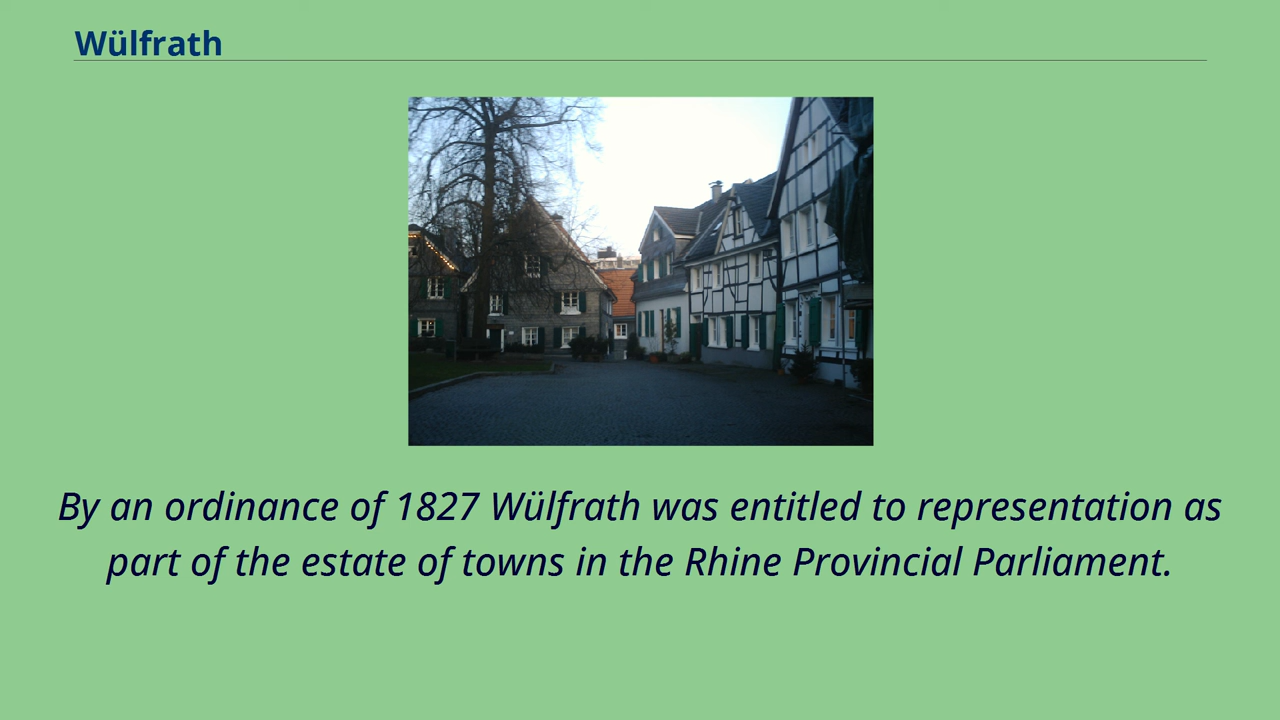 Wülfrath
By an ordinance of 1827 Wülfrath was entitled to representation as
part of the estate of towns in the Rhine Provincial Parliament.